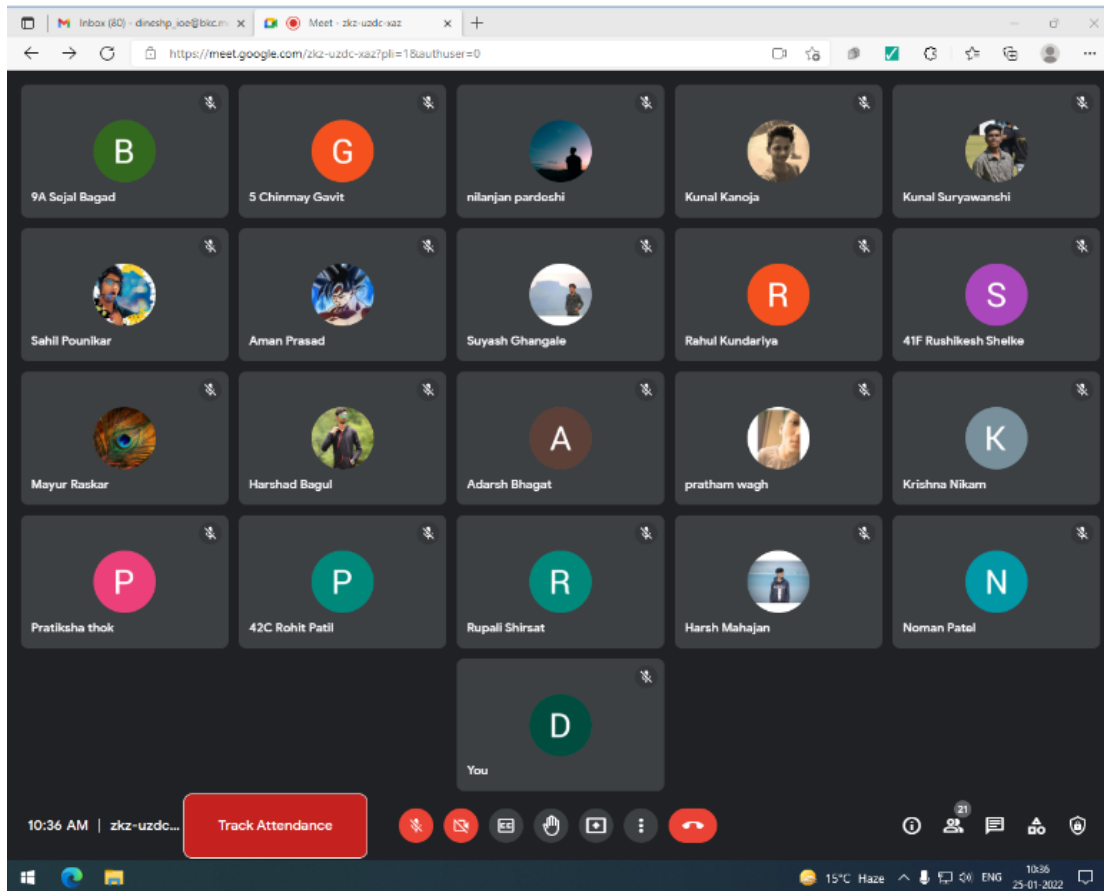 Inbox (80) - dineshp_ioe@bkc.m
Meet - zkz-uzdc-xaz
https://meet.google.com/zkz-uzdc-xaz?pli=1&authuser=0
B
9A Sejal Bagad
G
5 Chinmay Gavit
nilanjan pardeshi
Kunal Kanoja
Kunal Suryawanshi
Sahil Pounikar
Aman Prasad
Suyash Ghangale
R
Rahul Kundariya
S
41F Rushikesh Shelke
Mayur Raskar
Harshad Bagul
A
Adarsh Bhagat
pratham wagh
K
Krishna Nikam
P
Pratiksha thok
P
42C Rohit Patil
R
Rupali Shirsat
Harsh Mahajan
N
Noman Patel
D
You
10:36 AM | zkz-uzdc...
Track Attendance
CC
21
15°C Haze
ENG
10:36
25-01-2022